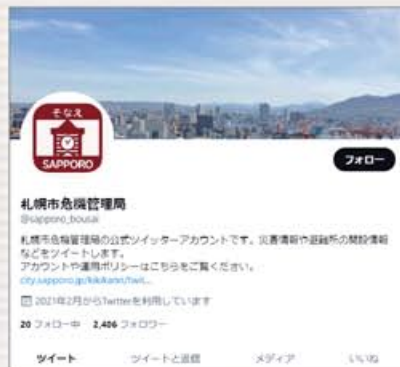 そなえ
SAPPORO
フォロー
札幌市危機管理局
@sapporo_bousai
札幌市危機管理局の公式ツイッターアカウントです。災害情報や避難所の開設情報
などをツイートします。
アカウントや運用ポリシーはこちらをご覧ください。
city.sapporo.jp/kikikanri/twit...
2021年2月からTwitterを利用しています
20 フォロー中 2,406 フォロワー
ツイート ツイートと返信 メディア いいね